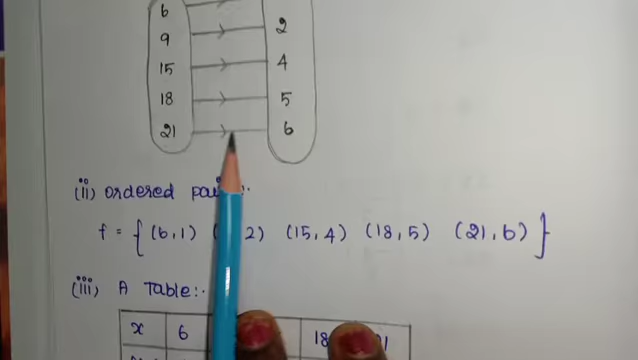 6
9 2
15 4
18 5
21 6
(ii) ordered
f = { (6,1) 2) (15,4) (18,5) (21,6) }
(iii) A Table:-
x 6 18